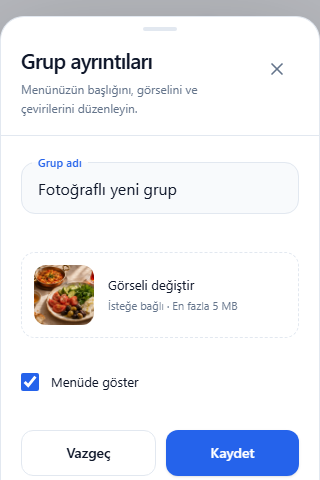 Grup ayrıntıları
Menünüzün başlığını, görselini ve
çevirilerini düzenleyin.
Grup adı
Fotoğraflı yeni grup
Görseli değiştir
İsteğe bağlı · En fazla 5 MB
Menüde göster
Vazgeç
Kaydet